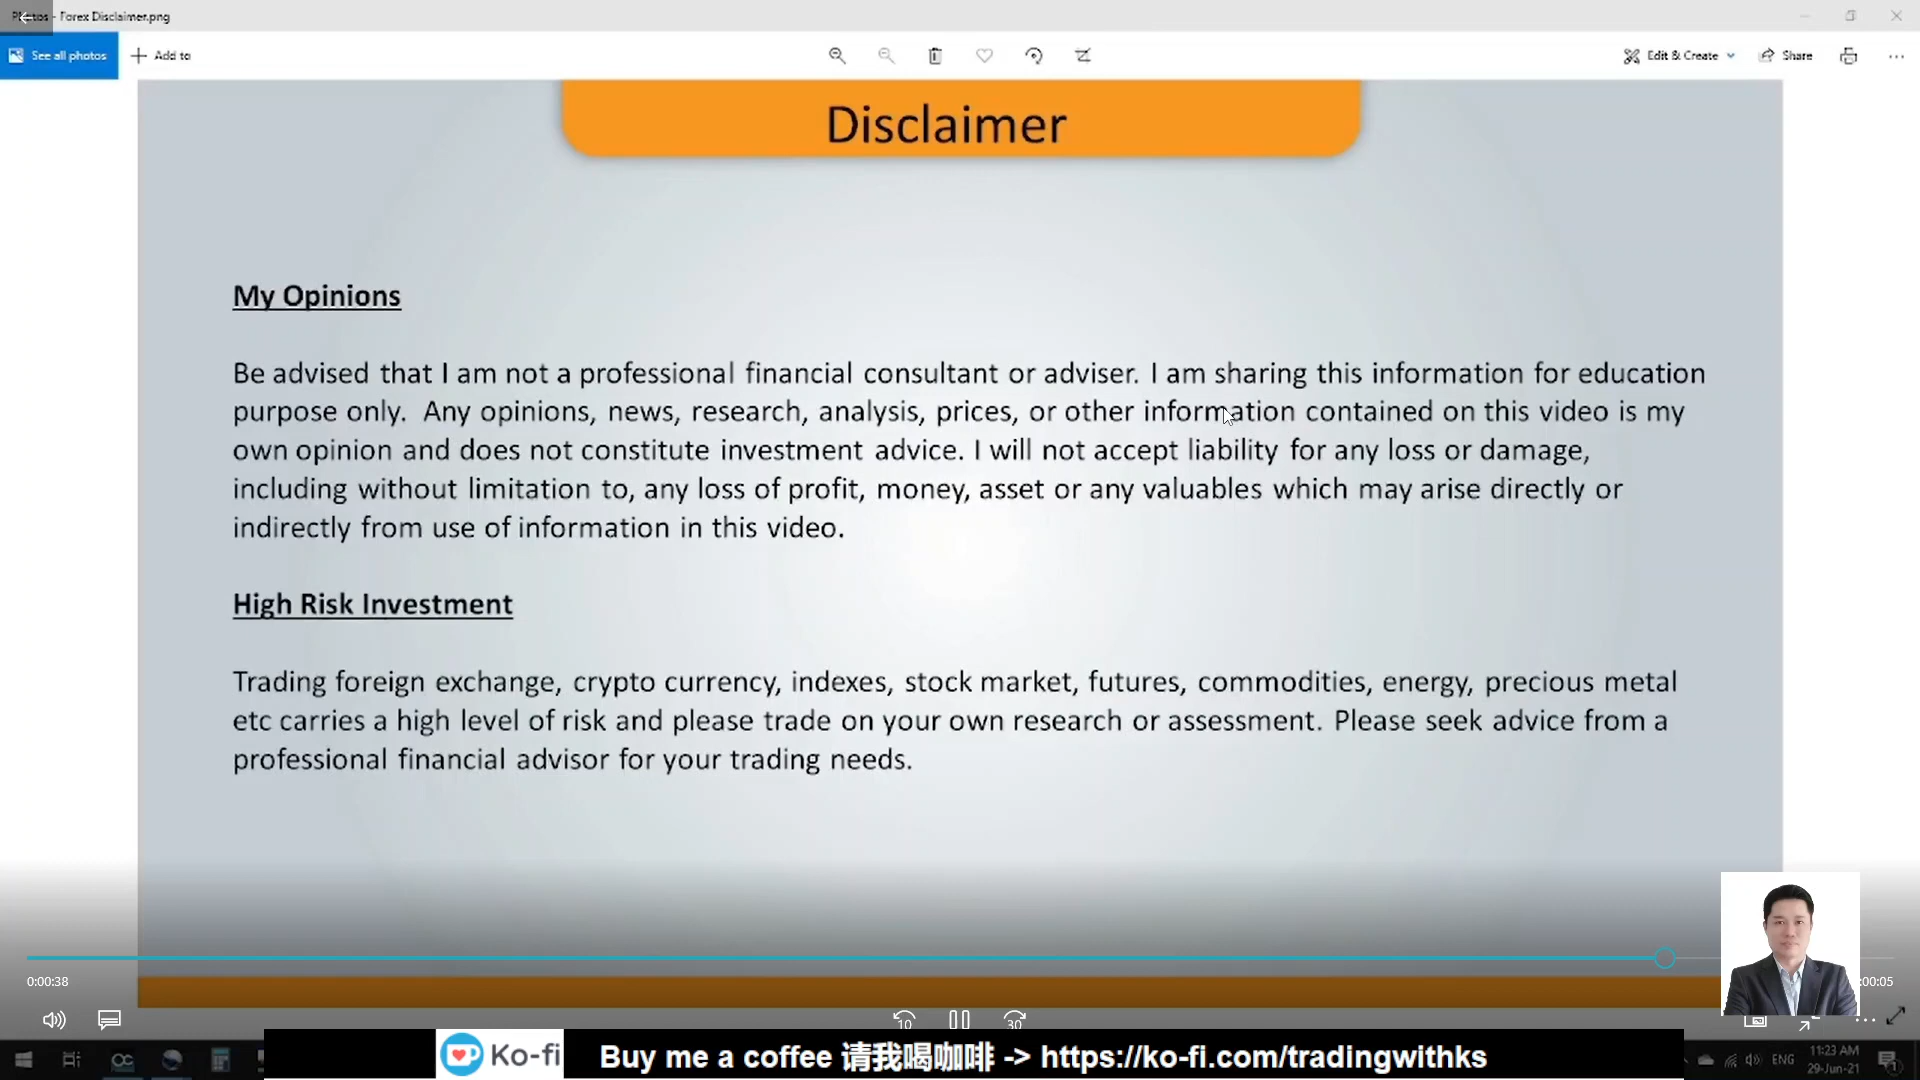 Photos - Forex Disclaimer.png
See all photos
Add to
Edit & Create
Share
Disclaimer
My Opinions
Be advised that I am not a professional financial consultant or adviser. I am sharing this information for education
purpose only.  Any opinions, news, research, analysis, prices, or other information contained on this video is my
own opinion and does not constitute investment advice. I will not accept liability for any loss or damage,
including without limitation to, any loss of profit, money, asset or any valuables which may arise directly or
indirectly from use of information in this video.
High Risk Investment
Trading foreign exchange, crypto currency, indexes, stock market, futures, commodities, energy, precious metal
etc carries a high level of risk and please trade on your own research or assessment. Please seek advice from a
professional financial advisor for your trading needs.
0:00:38
:00:05
10
30
Ko-fi
Buy me a coffee 请我喝咖啡 -> https://ko-fi.com/tradingwithks
ENG
11:23 AM
29-Jun-21